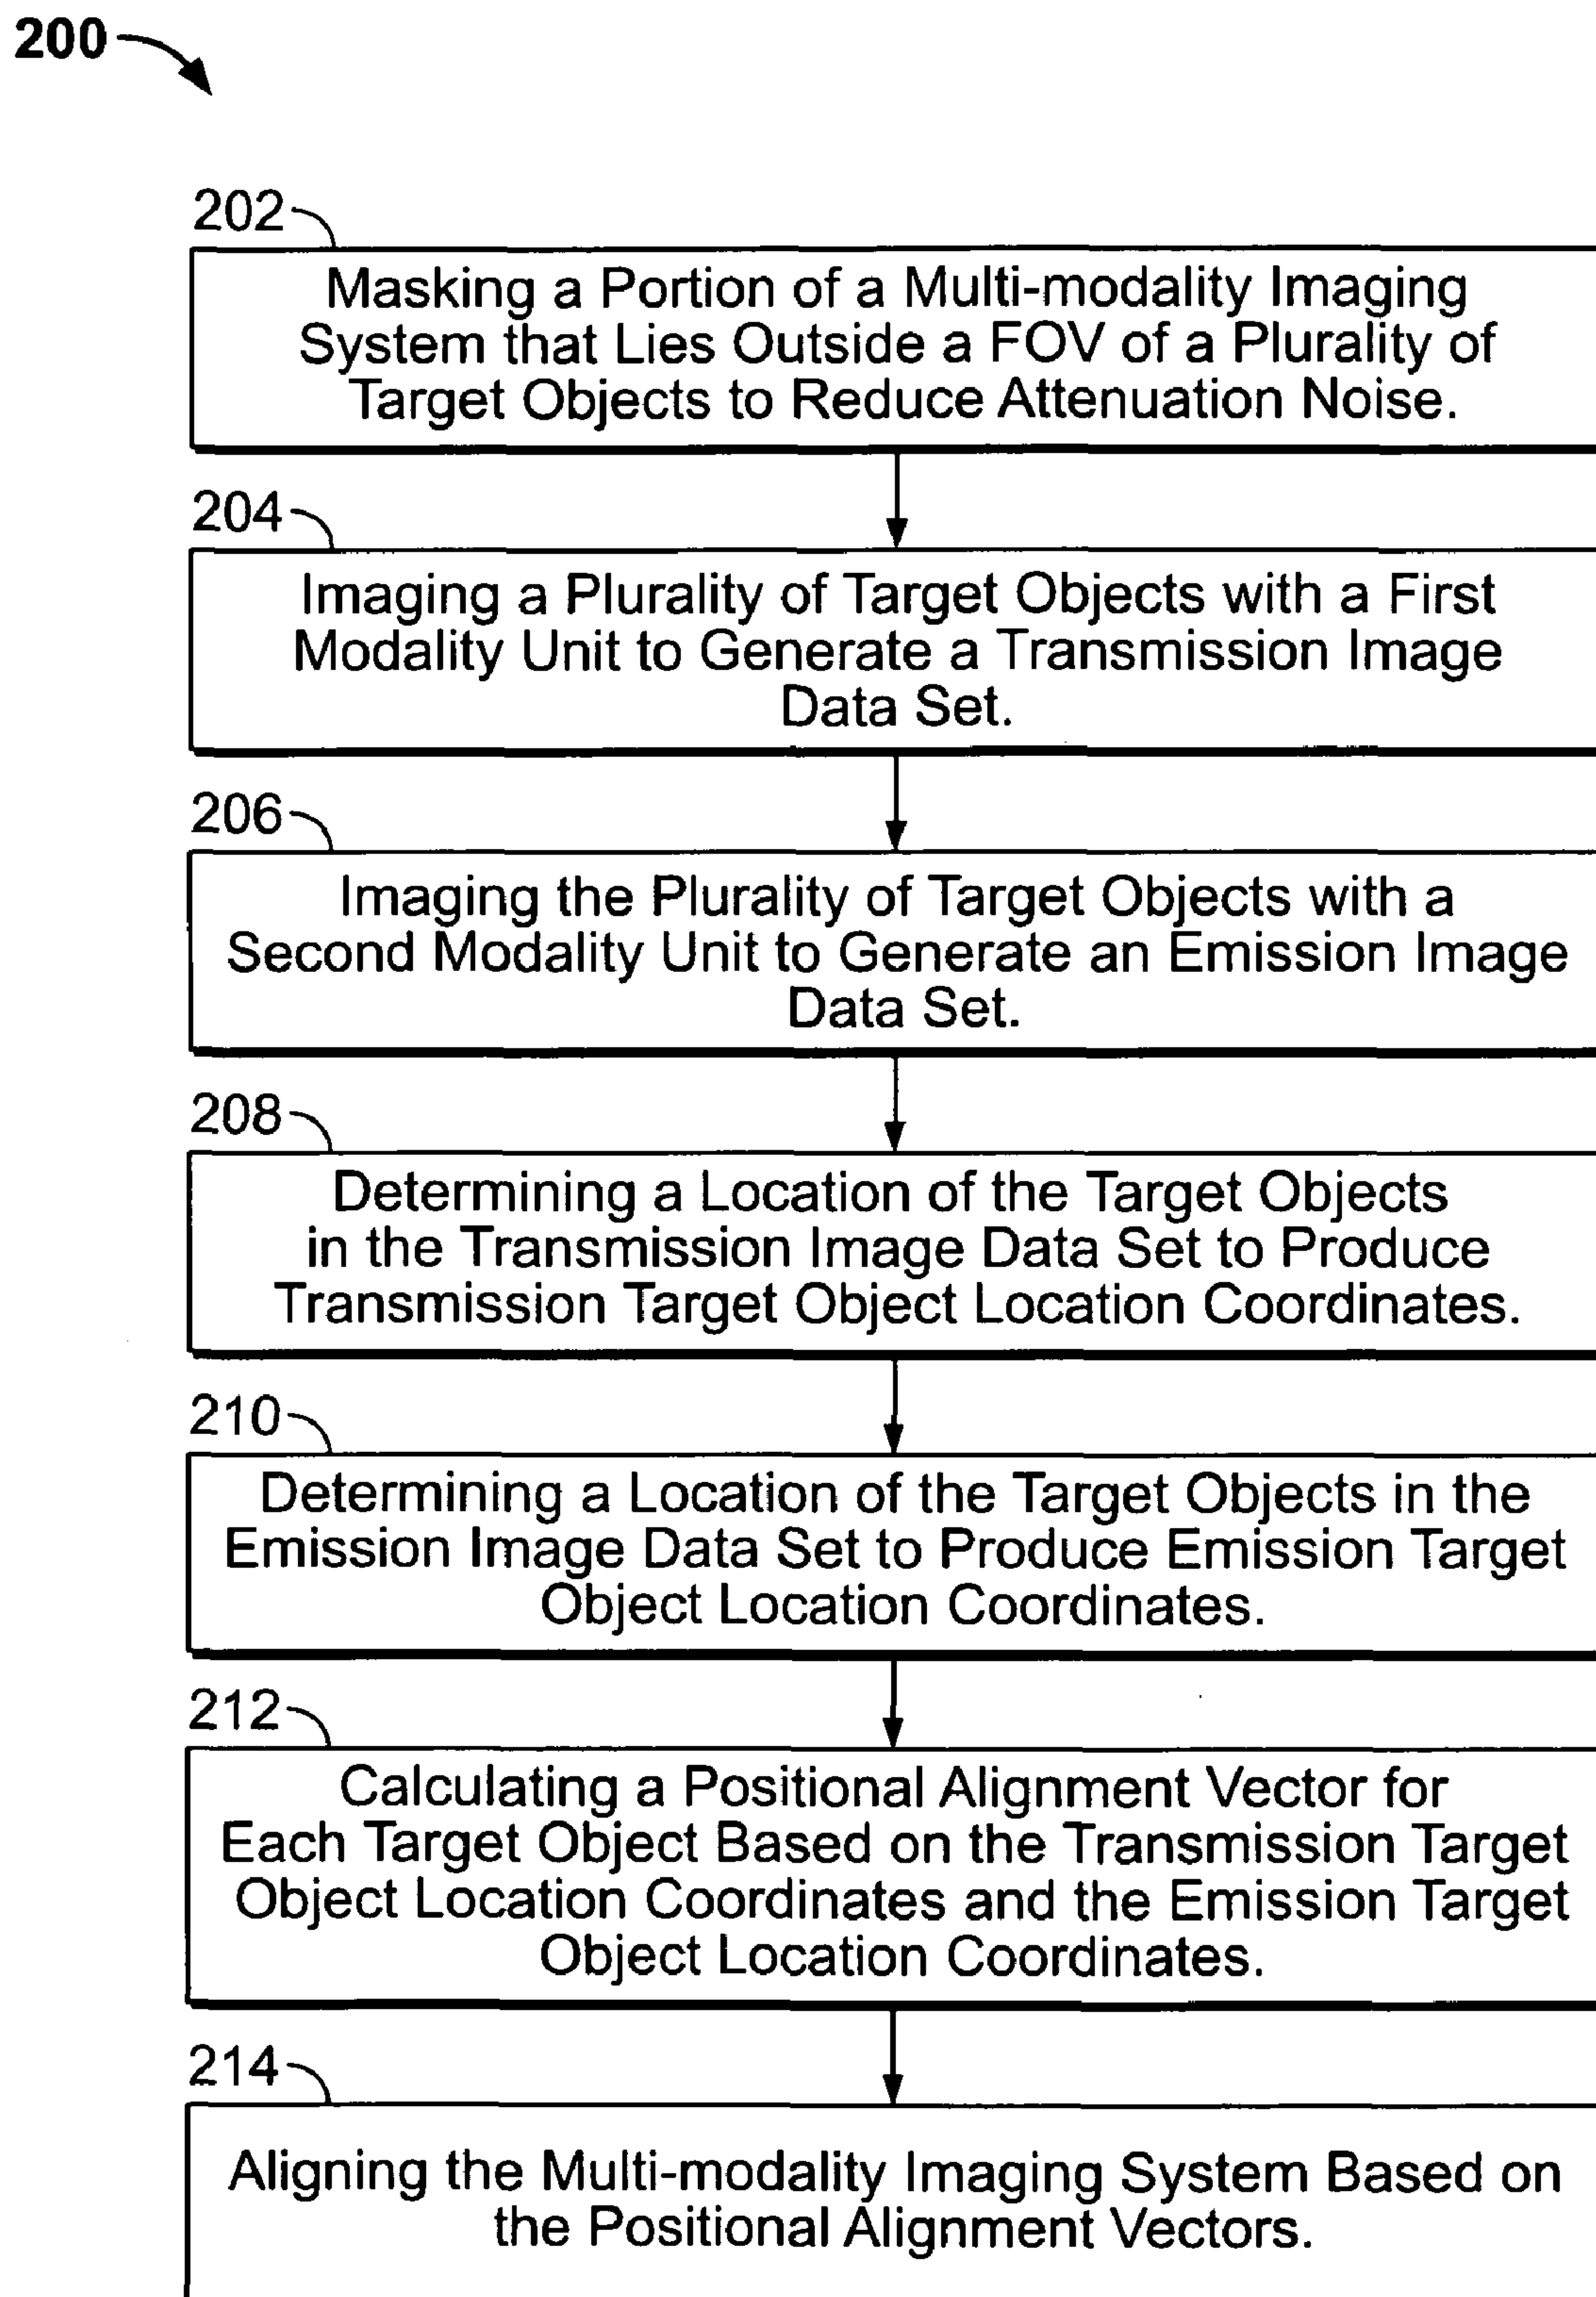 200
202
Masking a Portion of a Multi-modality Imaging
System that Lies Outside a FOV of a Plurality of
Target Objects to Reduce Attenuation Noise.
204
Imaging a Plurality of Target Objects with a First
Modality Unit to Generate a Transmission Image
Data Set.
206
Imaging the Plurality of Target Objects with a
Second Modality Unit to Generate an Emission Image
Data Set.
208
Determining a Location of the Target Objects
in the Transmission Image Data Set to Produce
Transmission Target Object Location Coordinates.
210
Determining a Location of the Target Objects in the
Emission Image Data Set to Produce Emission Target
Object Location Coordinates.
212
Calculating a Positional Alignment Vector for
Each Target Object Based on the Transmission Target
Object Location Coordinates and the Emission Target
Object Location Coordinates.
214
Aligning the Multi-modality Imaging System Based on
the Positional Alignment Vectors.